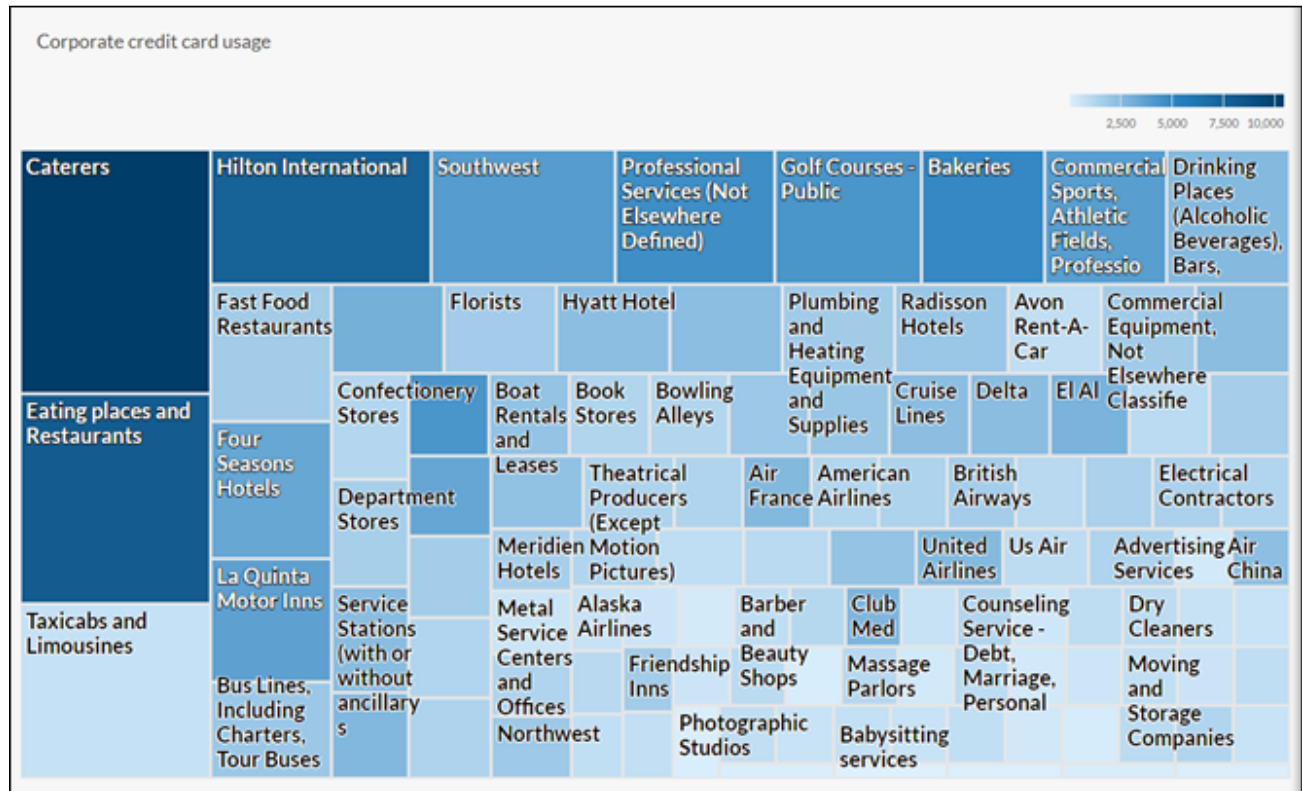 Corporate credit card usage
2,500 5,000 7,500 10,000
Caterers
Hilton International
Southwest
Professional
Services (Not
Elsewhere
Defined)
Golf Courses -
Public
Bakeries
Commercial
Sports,
Athletic
Fields,
Professio
Drinking
Places
(Alcoholic
Beverages),
Bars,
Eating places and
Restaurants
Taxicabs and
Limousines
Fast Food
Restaurants
Florists
Hyatt Hotel
Plumbing
and
Heating
Equipment
and
Supplies
Radisson
Hotels
Avon
Rent-A-
Car
Commercial
Equipment,
Not
Elsewhere
Classifie
Four
Seasons
Hotels
La Quinta
Motor Inns
Bus Lines,
Including
Charters,
Tour Buses
Confectionery
Stores
Boat
Rentals
and
Leases
Book
Stores
Bowling
Alleys
Cruise
Lines
Delta
El Al
Department
Stores
Theatrical
Producers
(Except
Motion
Pictures)
Air
France
American
Airlines
British
Airways
Electrical
Contractors
Meridien
Hotels
United
Airlines
Us Air
Advertising
Services
Air
China
Service
Stations
(with or
without
ancillary
s
Metal
Service
Centers
and
Offices
Alaska
Airlines
Barber
and
Beauty
Shops
Club
Med
Counseling
Service -
Debt,
Marriage,
Personal
Dry
Cleaners
Friendship
Inns
Massage
Parlors
Moving
and
Storage
Companies
Northwest
Photographic
Studios
Babysitting
services